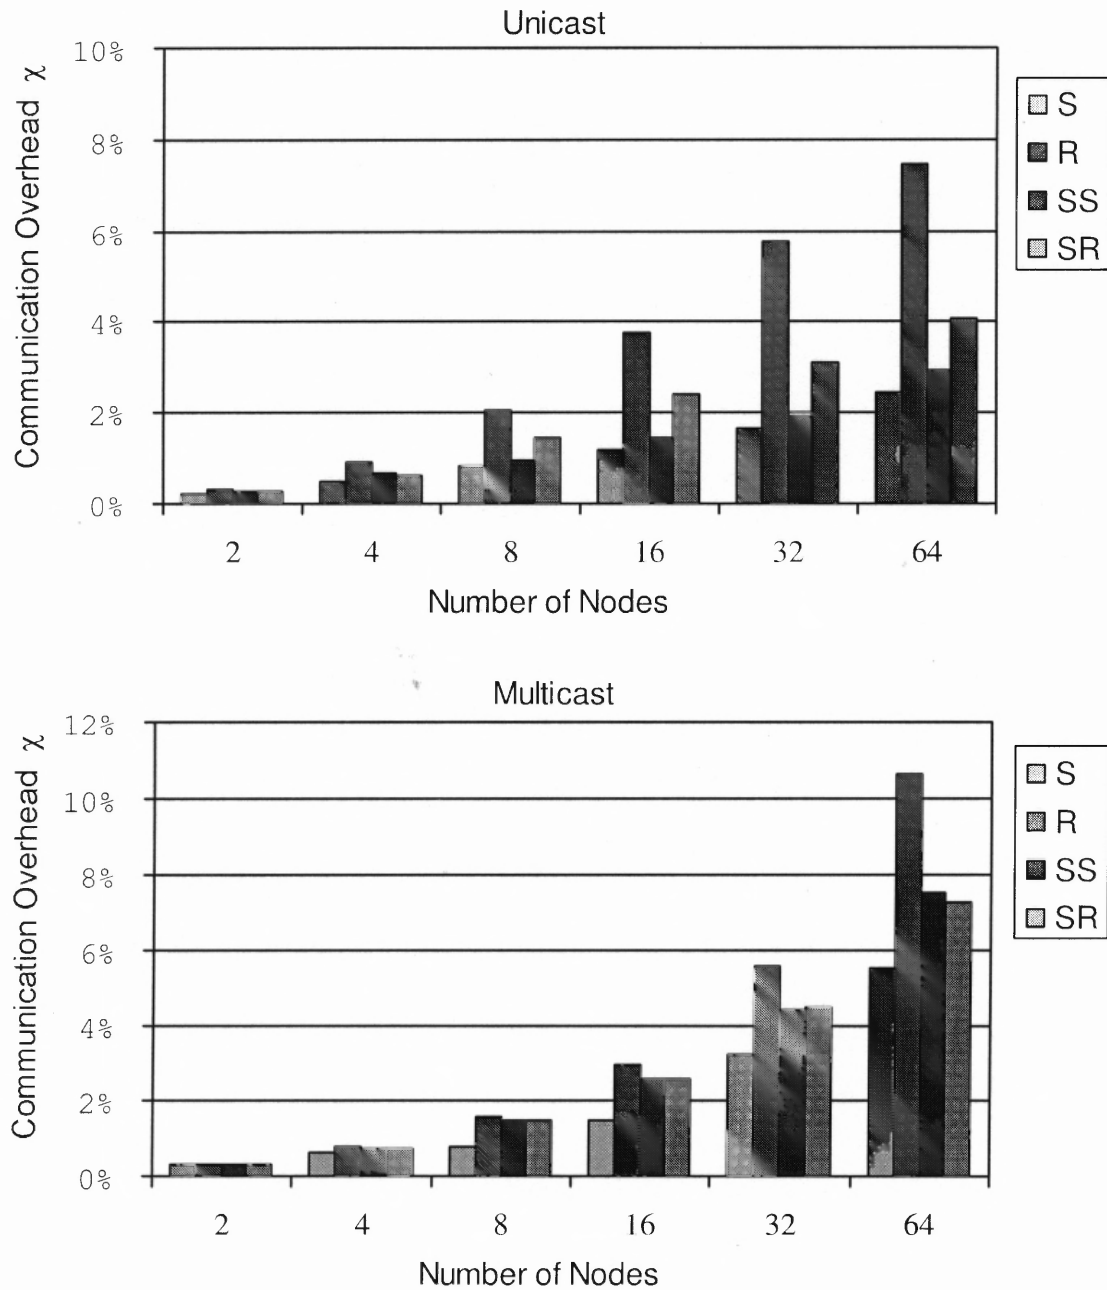 Unicast
10%
8%
6%
4%
2%
0%
Communication Overhead χ
2 4 8 16 32 64
Number of Nodes
S
R
SS
SR
Multicast
12%
10%
8%
6%
4%
2%
0%
Communication Overhead χ
2 4 8 16 32 64
Number of Nodes
S
R
SS
SR